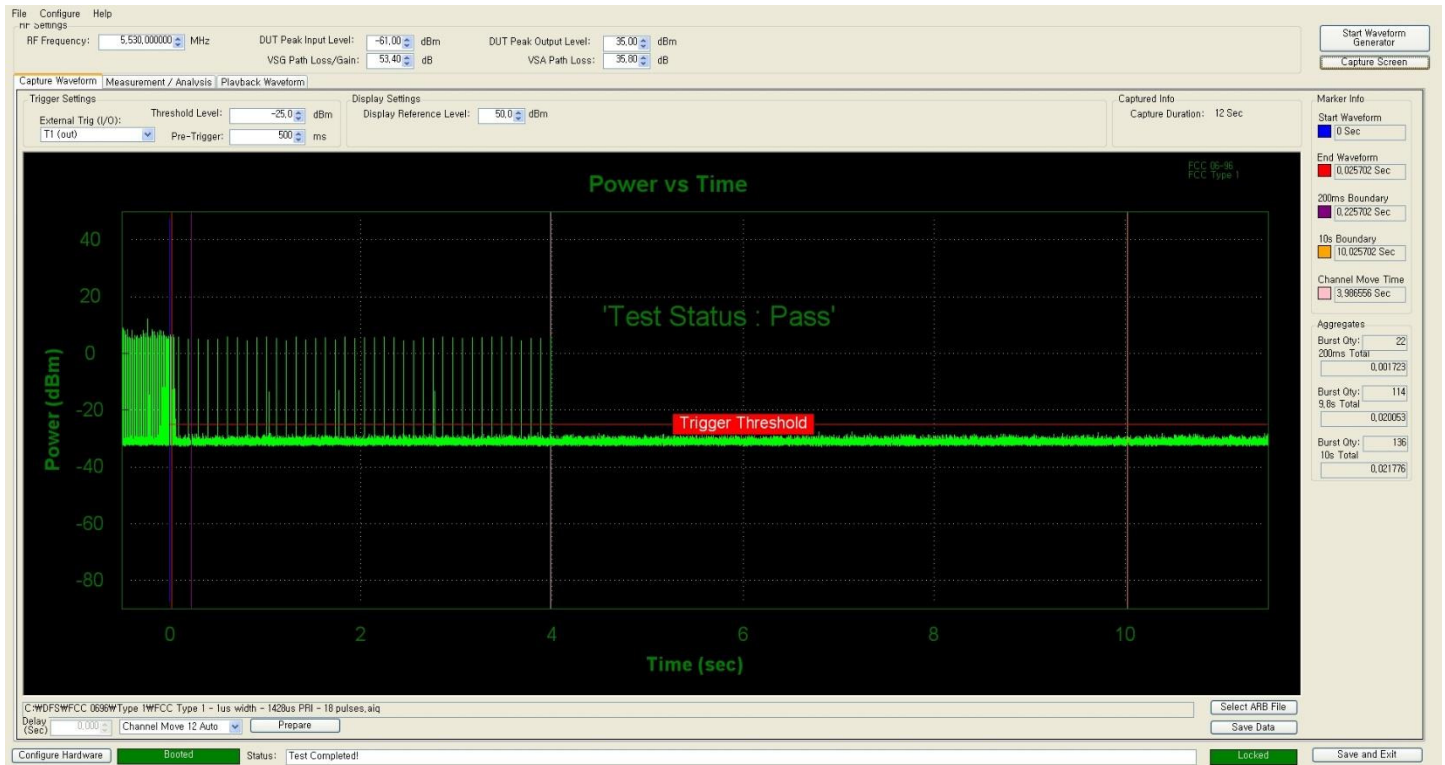 File Configure Help
RF Settings
RF Frequency: 5,530,000000 MHz DUT Peak Input Level: -61,00 dBm DUT Peak Output Level: 35,00 dBm
VSG Path Loss/Gain: 53,40 dB VSA Path Loss: 35,80 dB
Start Waveform
Generator
Capture Screen
Capture Waveform Measurement / Analysis Playback Waveform
Trigger Settings
External Trig (I/O):
T1 (out)
Threshold Level: -25,0 dBm
Pre-Trigger: 500 ms
Display Settings
Display Reference Level: 50,0 dBm
Captured Info
Capture Duration: 12 Sec
Marker Info
Start Waveform
0 Sec
End Waveform
0,025702 Sec
200ms Boundary
0,225702 Sec
10s Boundary
10,025702 Sec
Channel Move Time
3,986556 Sec
Aggregates
Burst Qty: 22
200ms Total
0,001723
Burst Qty: 114
9,8s Total
0,020053
Burst Qty: 136
10s Total
0,021776
FCC 06-96
FCC Type 1
Power vs Time
'Test Status : Pass'
Trigger Threshold
Power (dBm)
40
20
0
-20
-40
-60
-80
0 2 4 6 8 10
Time (sec)
C:₩DFS₩FCC 0696₩Type 1₩FCC Type 1 - 1us width - 1428us PRI - 18 pulses,aiq
Select ARB File
Delay
(Sec) 0,000 Channel Move 12 Auto Prepare
Save Data
Configure Hardware Booted Status: Test Completed! Locked Save and Exit